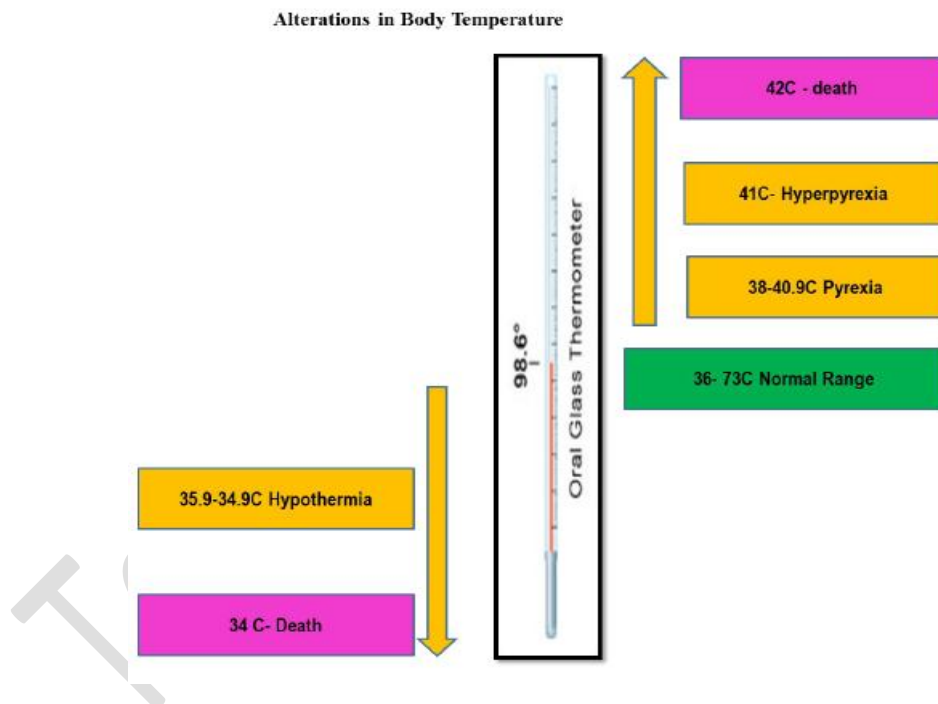 Alterations in Body Temperature
42C - death
41C- Hyperpyrexia
38-40.9C Pyrexia
98.6°
Oral Glass Thermometer
36- 73C Normal Range
35.9-34.9C Hypothermia
34 C- Death